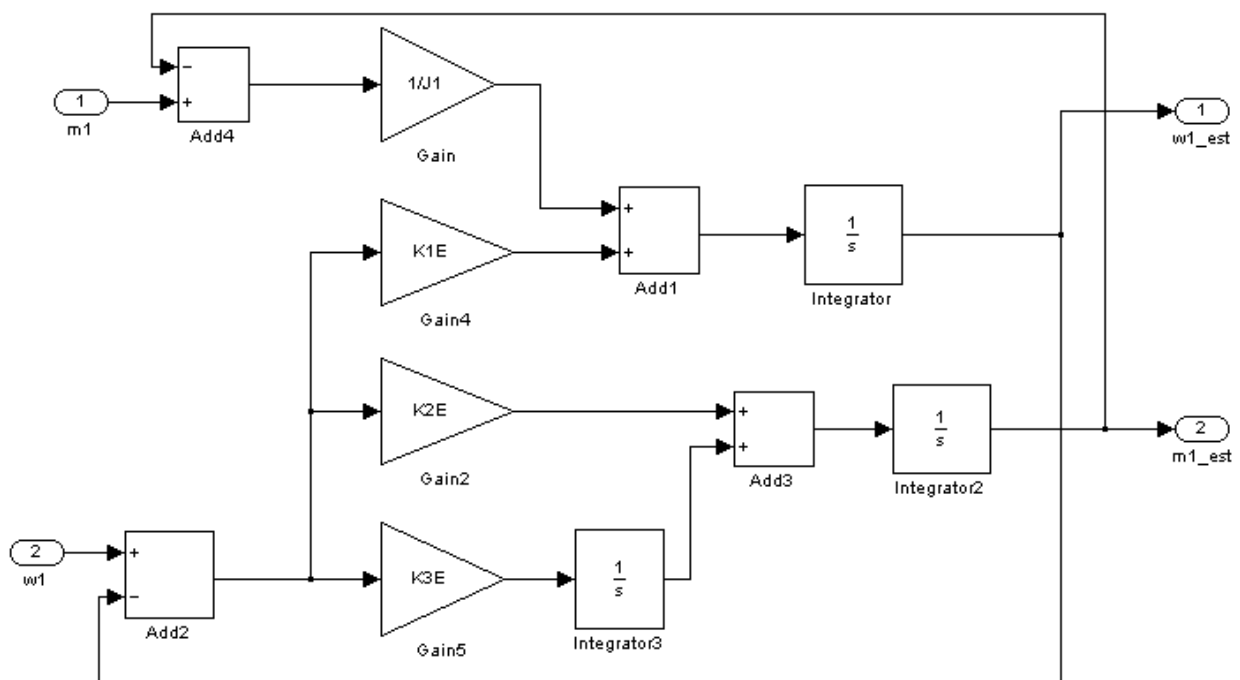 −
1
+
m1
Add4
1/J1
Gain
1
w1_est
K1E
Gain4
+
+
Add1
1
s
Integrator
K2E
Gain2
+
+
Add3
1
s
Integrator2
2
m1_est
2
w1
+
−
Add2
K3E
Gain5
1
s
Integrator3